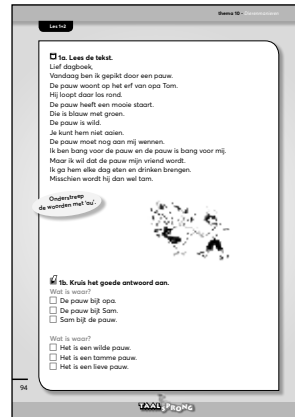 thema 10 - Dierenmanieren
Les 1+2
1a. Lees de tekst.
Lief dagboek,
Vandaag ben ik gepikt door een pauw.
De pauw woont op het erf van opa Tom.
Hij loopt daar los rond.
De pauw heeft een mooie staart.
Die is blauw met groen.
De pauw is wild.
Je kunt hem niet aaien.
De pauw moet nog aan mij wennen.
Ik ben bang voor de pauw en de pauw is bang voor mij.
Maar ik wil dat de pauw mijn vriend wordt.
Ik ga hem elke dag eten en drinken brengen.
Misschien wordt hij dan wel tam.
Onderstreep
de woorden met 'au'.
1b. Kruis het goede antwoord aan.
Wat is waar?
De pauw bijt opa.
De pauw bijt Sam.
Sam bijt de pauw.
Wat is waar?
Het is een wilde pauw.
Het is een tamme pauw.
Het is een lieve pauw.
94
TAALSPRONG